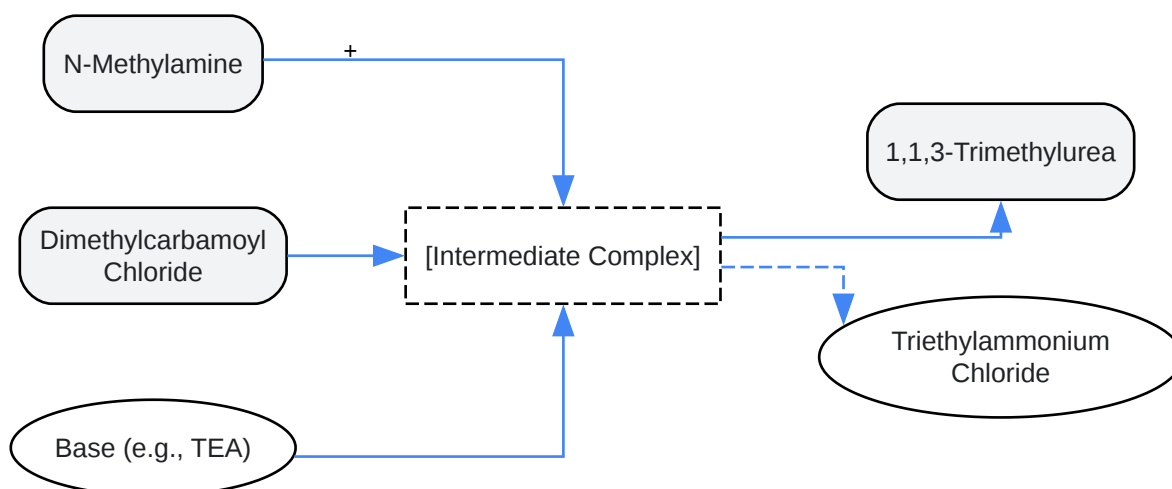 N-Methylamine
+
1,1,3-Trimethylurea
Dimethylcarbamoyl
Chloride
[Intermediate Complex]
Triethylammonium
Chloride
Base (e.g., TEA)